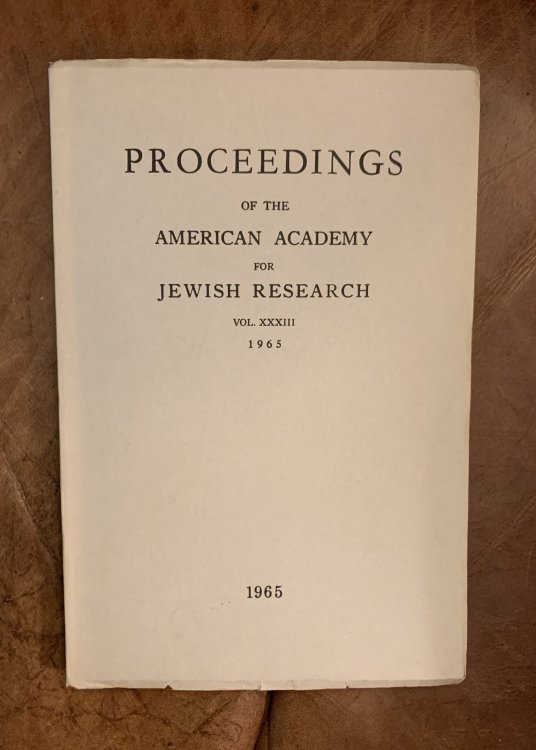 PROCEEDINGS
OF THE
AMERICAN ACADEMY
FOR
JEWISH RESEARCH
VOL. XXXIII
1965
1965